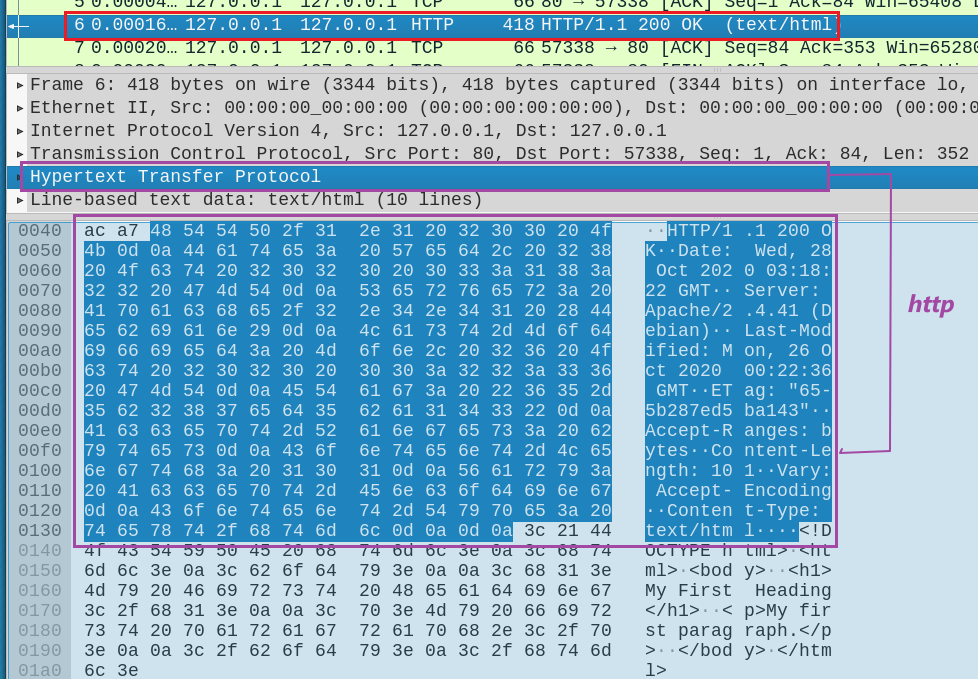 5 0.00004… 127.0.0.1 127.0.0.1 TCP 66 80 → 57338 [ACK] Seq=1 Ack=84 Win=65408
6 0.00016… 127.0.0.1 127.0.0.1 HTTP 418 HTTP/1.1 200 OK (text/html)
7 0.00020… 127.0.0.1 127.0.0.1 TCP 66 57338 → 80 [ACK] Seq=84 Ack=353 Win=65280
Frame 6: 418 bytes on wire (3344 bits), 418 bytes captured (3344 bits) on interface lo,
Ethernet II, Src: 00:00:00_00:00:00 (00:00:00:00:00:00), Dst: 00:00:00_00:00:00 (00:00:0
Internet Protocol Version 4, Src: 127.0.0.1, Dst: 127.0.0.1
Transmission Control Protocol, Src Port: 80, Dst Port: 57338, Seq: 1, Ack: 84, Len: 352
Hypertext Transfer Protocol
Line-based text data: text/html (10 lines)
0040 ac a7 48 54 54 50 2f 31 2e 31 20 32 30 30 20 4f ··HTTP/1 .1 200 O
0050 4b 0d 0a 44 61 74 65 3a 20 57 65 64 2c 20 32 38 K··Date: Wed, 28
0060 20 4f 63 74 20 32 30 32 30 20 30 33 3a 31 38 3a Oct 202 0 03:18:
0070 32 32 20 47 4d 54 0d 0a 53 65 72 76 65 72 3a 20 22 GMT·· Server:
0080 41 70 61 63 68 65 2f 32 2e 34 2e 34 31 20 28 44 Apache/2 .4.41 (D
0090 65 62 69 61 6e 29 0d 0a 4c 61 73 74 2d 4d 6f 64 ebian)·· Last-Mod
00a0 69 66 69 65 64 3a 20 4d 6f 6e 2c 20 32 36 20 4f ified: M on, 26 O
00b0 63 74 20 32 30 32 30 20 30 30 3a 32 32 3a 33 36 ct 2020 00:22:36
00c0 20 47 4d 54 0d 0a 45 54 61 67 3a 20 22 36 35 2d GMT··ET ag: "65-
00d0 35 62 32 38 37 65 64 35 62 61 31 34 33 22 0d 0a 5b287ed5 ba143"··
00e0 41 63 63 65 70 74 2d 52 61 6e 67 65 73 3a 20 62 Accept-R anges: b
00f0 79 74 65 73 0d 0a 43 6f 6e 74 65 6e 74 2d 4c 65 ytes··Co ntent-Le
0100 6e 67 74 68 3a 20 31 30 31 0d 0a 56 61 72 79 3a ngth: 10 1··Vary:
0110 20 41 63 63 65 70 74 2d 45 6e 63 6f 64 69 6e 67 Accept- Encoding
0120 0d 0a 43 6f 6e 74 65 6e 74 2d 54 79 70 65 3a 20 ··Conten t-Type:
0130 74 65 78 74 2f 68 74 6d 6c 0d 0a 0d 0a 3c 21 44 text/htm l····<!D
0140 4f 43 54 59 50 45 20 68 74 6d 6c 3e 0a 3c 68 74 OCTYPE h tml>·<ht
0150 6d 6c 3e 0a 3c 62 6f 64 79 3e 0a 3c 68 31 3e ml>·<bod y>··<h1>
0160 4d 79 20 46 69 72 73 74 20 48 65 61 64 69 6e 67 My First Heading
0170 3c 2f 68 31 3e 0a 0a 3c 70 3e 4d 79 20 66 69 72 </h1>··< p>My fir
0180 73 74 20 70 61 72 61 67 72 61 70 68 2e 3c 2f 70 st parag raph.</p
0190 3e 0a 0a 3c 2f 62 6f 64 79 3e 0a 3c 2f 68 74 6d >··</bod y>·</htm
01a0 6c 3e l>
http